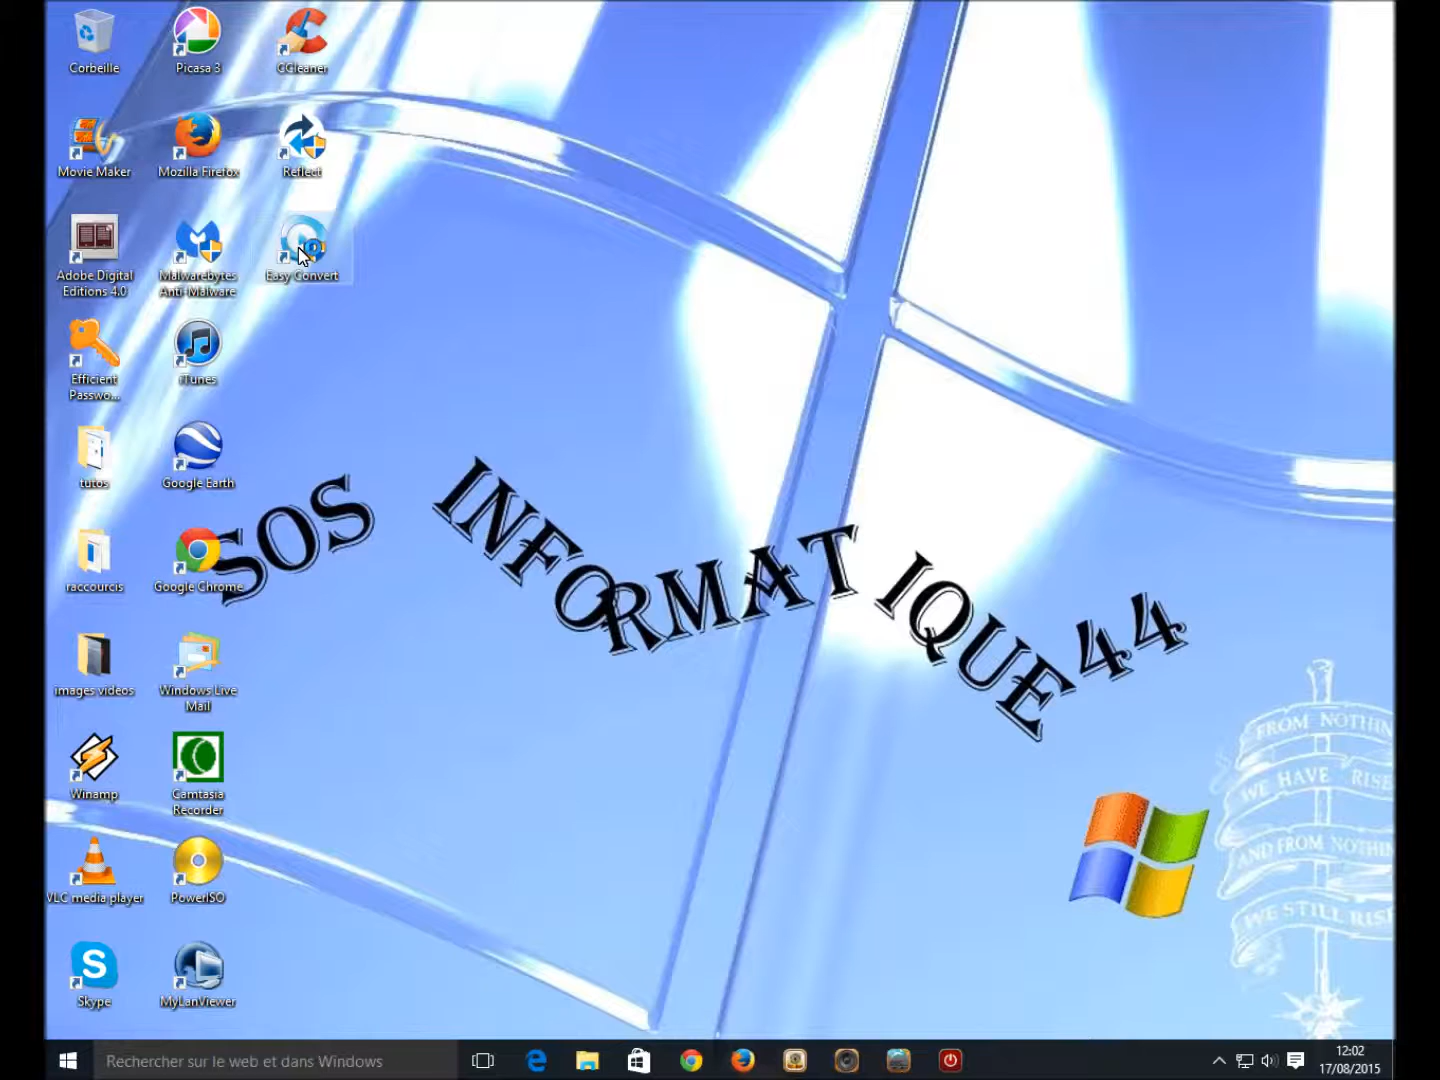 Corbeille
Picasa 3
CCleaner
Movie Maker
Mozilla Firefox
Reflect
Adobe Digital
Editions 4.0
Malwarebytes
Anti-Malware
Easy Convert
Efficient
Passwo...
iTunes
tutos
Google Earth
raccourcis
Google Chrome
SOS INFORMATIQUE 44
images videos
Windows Live
Mail
Winamp
Camtasia
Recorder
VLC media player
PowerISO
Skype
MyLanViewer
FROM NOTHIN
WE HAVE RISE
AND FROM NOTHIN
WE STILL RIS
Rechercher sur le web et dans Windows
12:02
17/08/2015